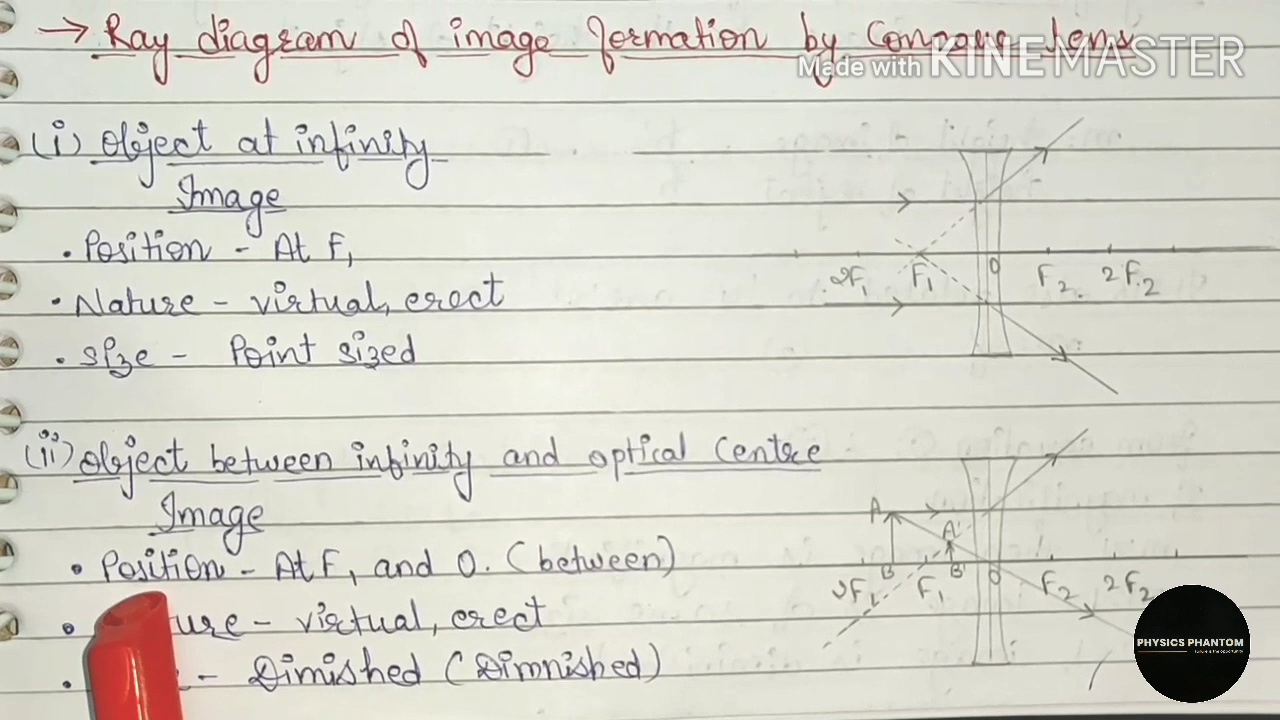 → Ray diagram of image formation by Concave lens
Made with KINEMASTER
(i) Object at infinity
Image
• Position - At F₁
• Nature - virtual, erect
• Size - Point sized
2F₁ F₁ O F₂ 2F₂
(ii) Object between infinity and optical Centre
Image
• Position - At F₁ and O. (between)
• ure - virtual, erect
• - Diminished (Dimnished)
A A'
B B' O
2F₁ F₁ F₂ 2F₂
PHYSICS PHANTOM